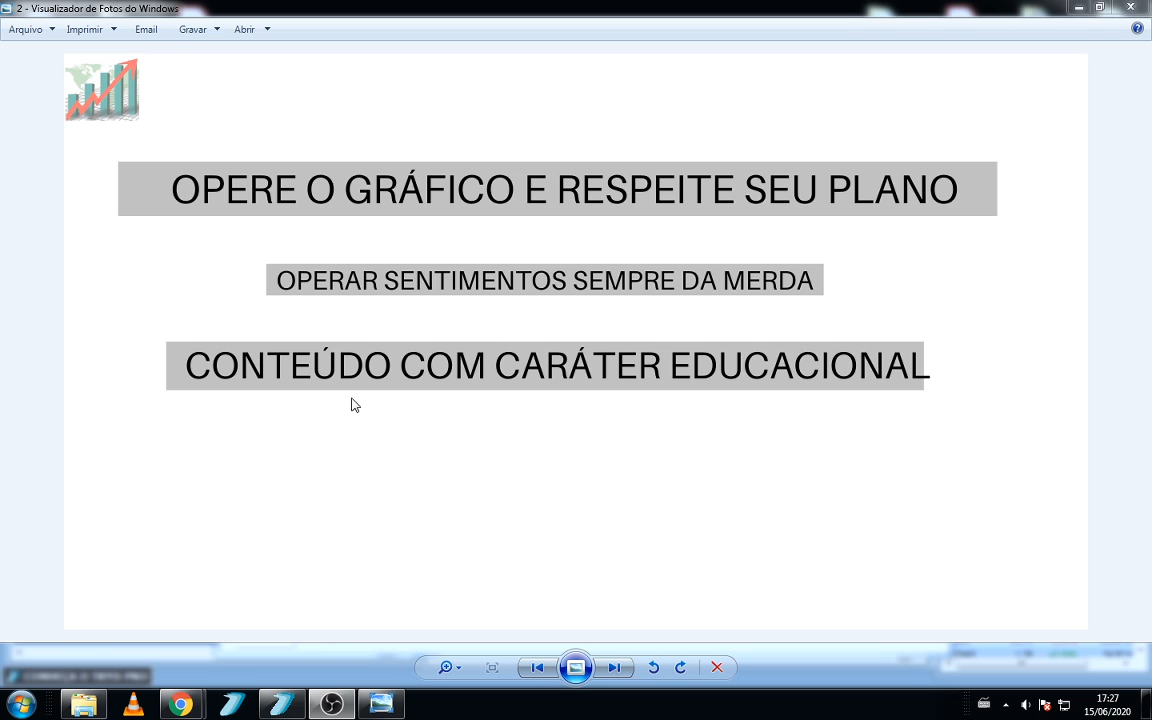 2 - Visualizador de Fotos do Windows
Arquivo Imprimir Email Gravar Abrir
OPERE O GRÁFICO E RESPEITE SEU PLANO
OPERAR SENTIMENTOS SEMPRE DA MERDA
CONTEÚDO COM CARÁTER EDUCACIONAL
17:27
15/06/2020